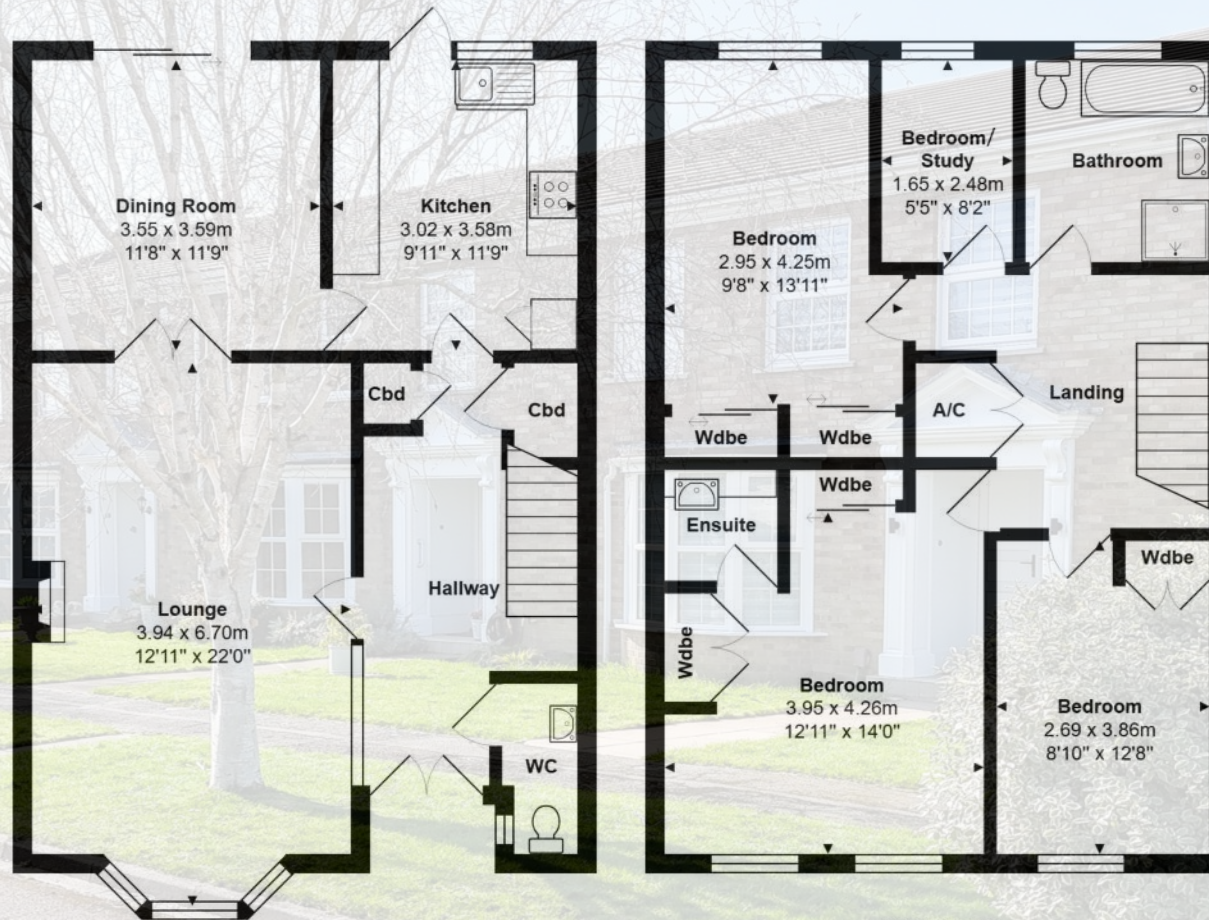 Dining Room
3.55 x 3.59m
11'8" x 11'9"
Kitchen
3.02 x 3.58m
9'11" x 11'9"
Cbd
Cbd
Lounge
3.94 x 6.70m
12'11" x 22'0"
Hallway
WC
Bedroom/
Study
1.65 x 2.48m
5'5" x 8'2"
Bathroom
Bedroom
2.95 x 4.25m
9'8" x 13'11"
Wdbe
Wdbe
A/C
Landing
Wdbe
Ensuite
Wdbe
Wdbe
Bedroom
3.95 x 4.26m
12'11" x 14'0"
Bedroom
2.69 x 3.86m
8'10" x 12'8"